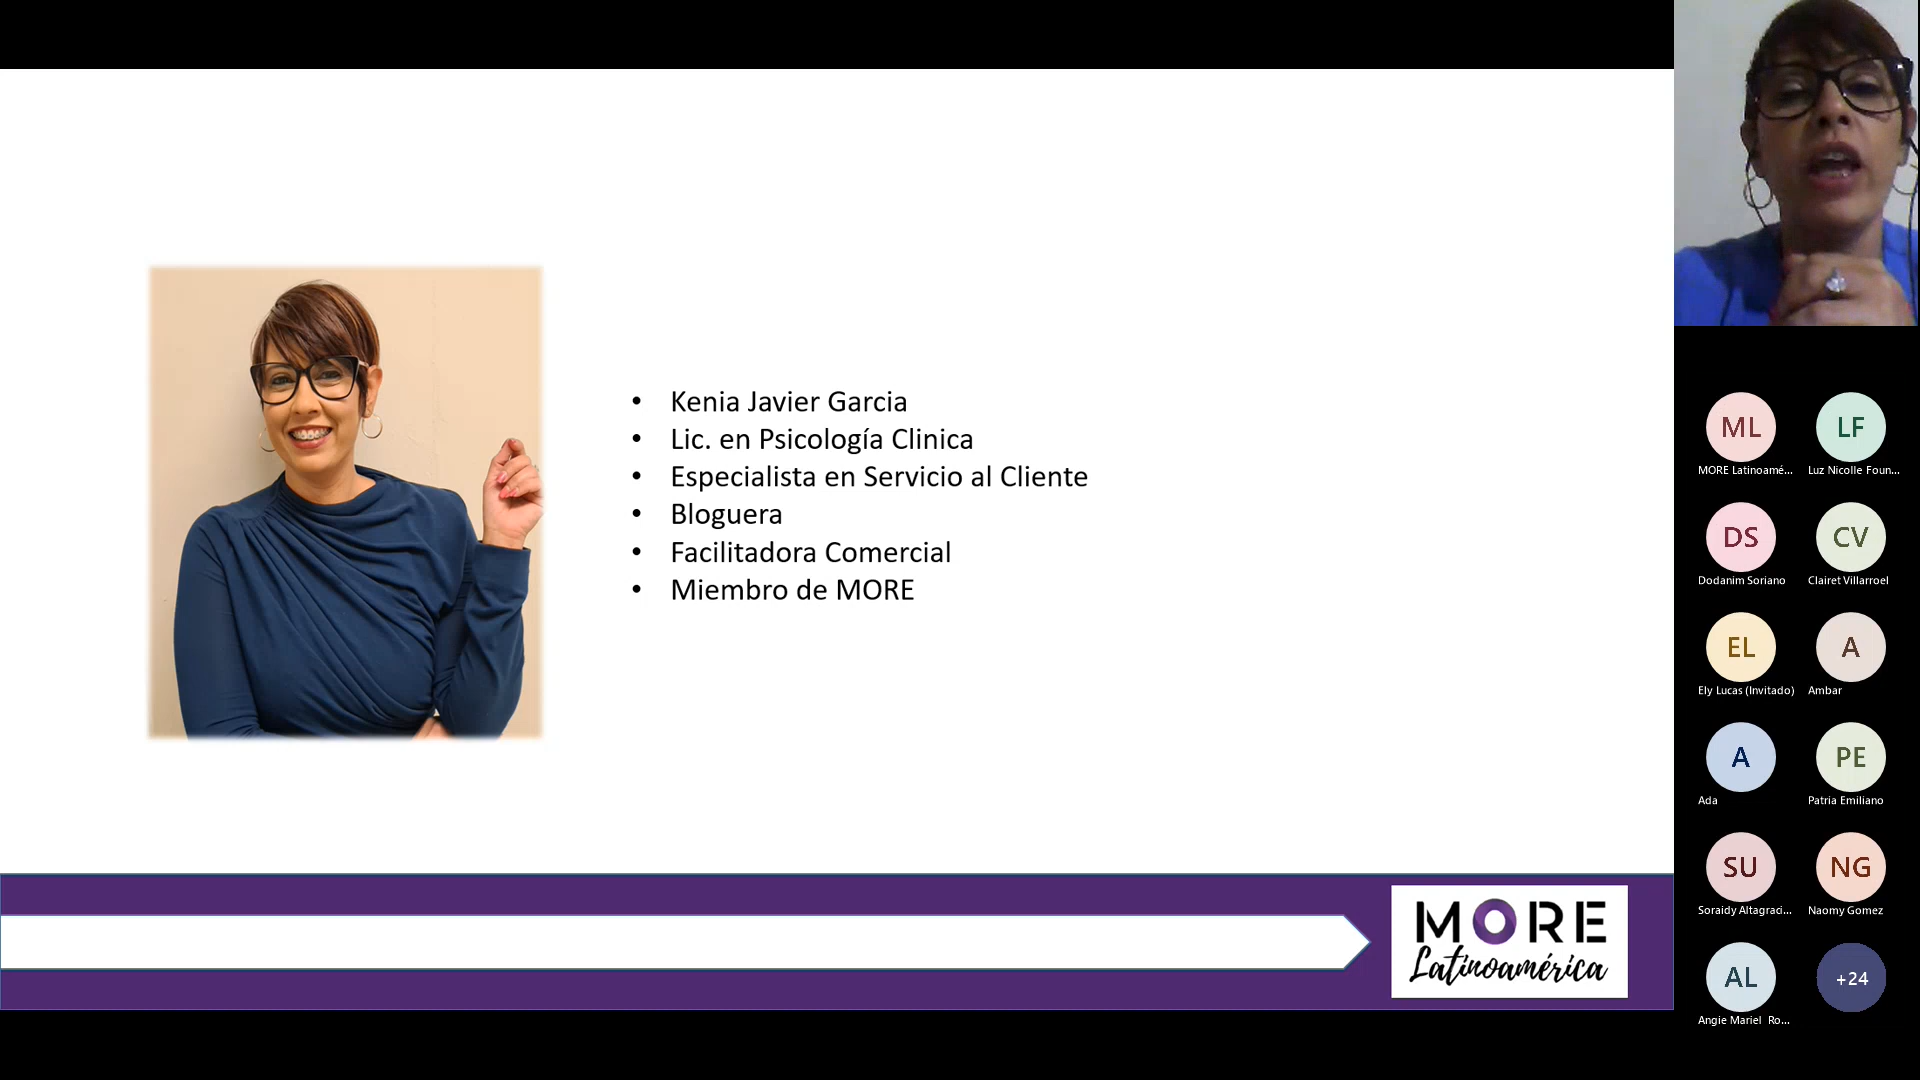 • Kenia Javier Garcia
• Lic. en Psicología Clinica
• Especialista en Servicio al Cliente
• Bloguera
• Facilitadora Comercial
• Miembro de MORE
MORE
Latinoamérica
ML
LF
MORE Latinoamé...
Luz Nicolle Foun...
DS
CV
Dodanim Soriano
Clairet Villarroel
EL
A
Ely Lucas (Invitado)
Ambar
A
PE
Ada
Patria Emiliano
SU
NG
Soraidy Altagraci...
Naomy Gomez
AL
+24
Angie Mariel Ro...